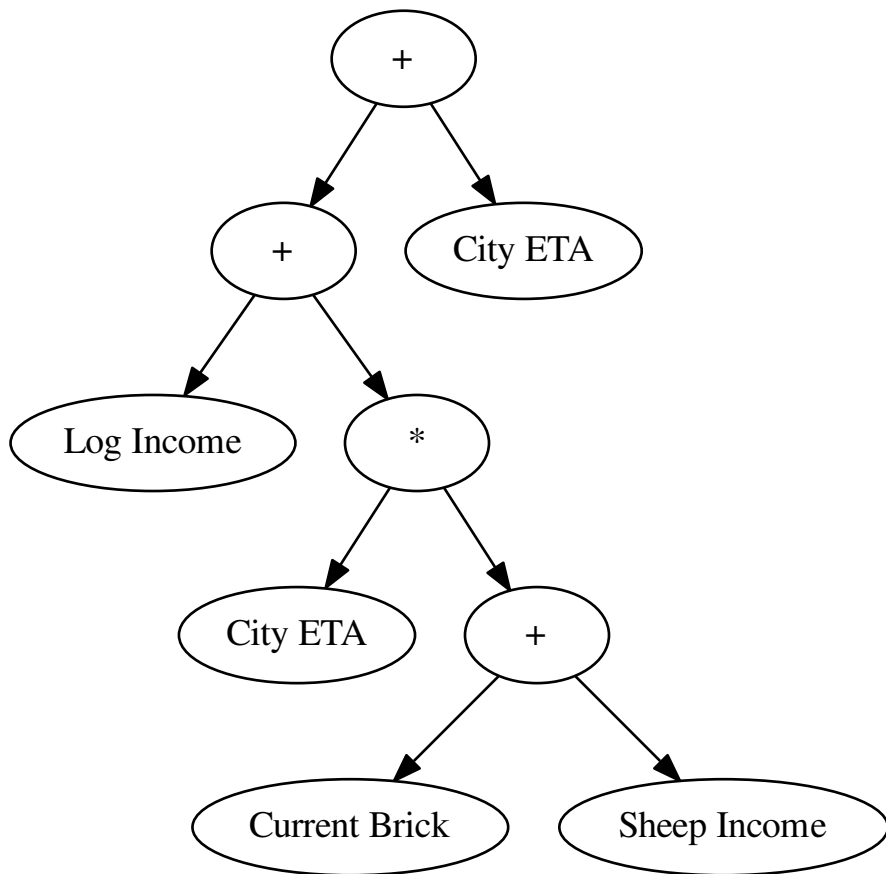 +
+
City ETA
Log Income
*
City ETA
+
Current Brick
Sheep Income